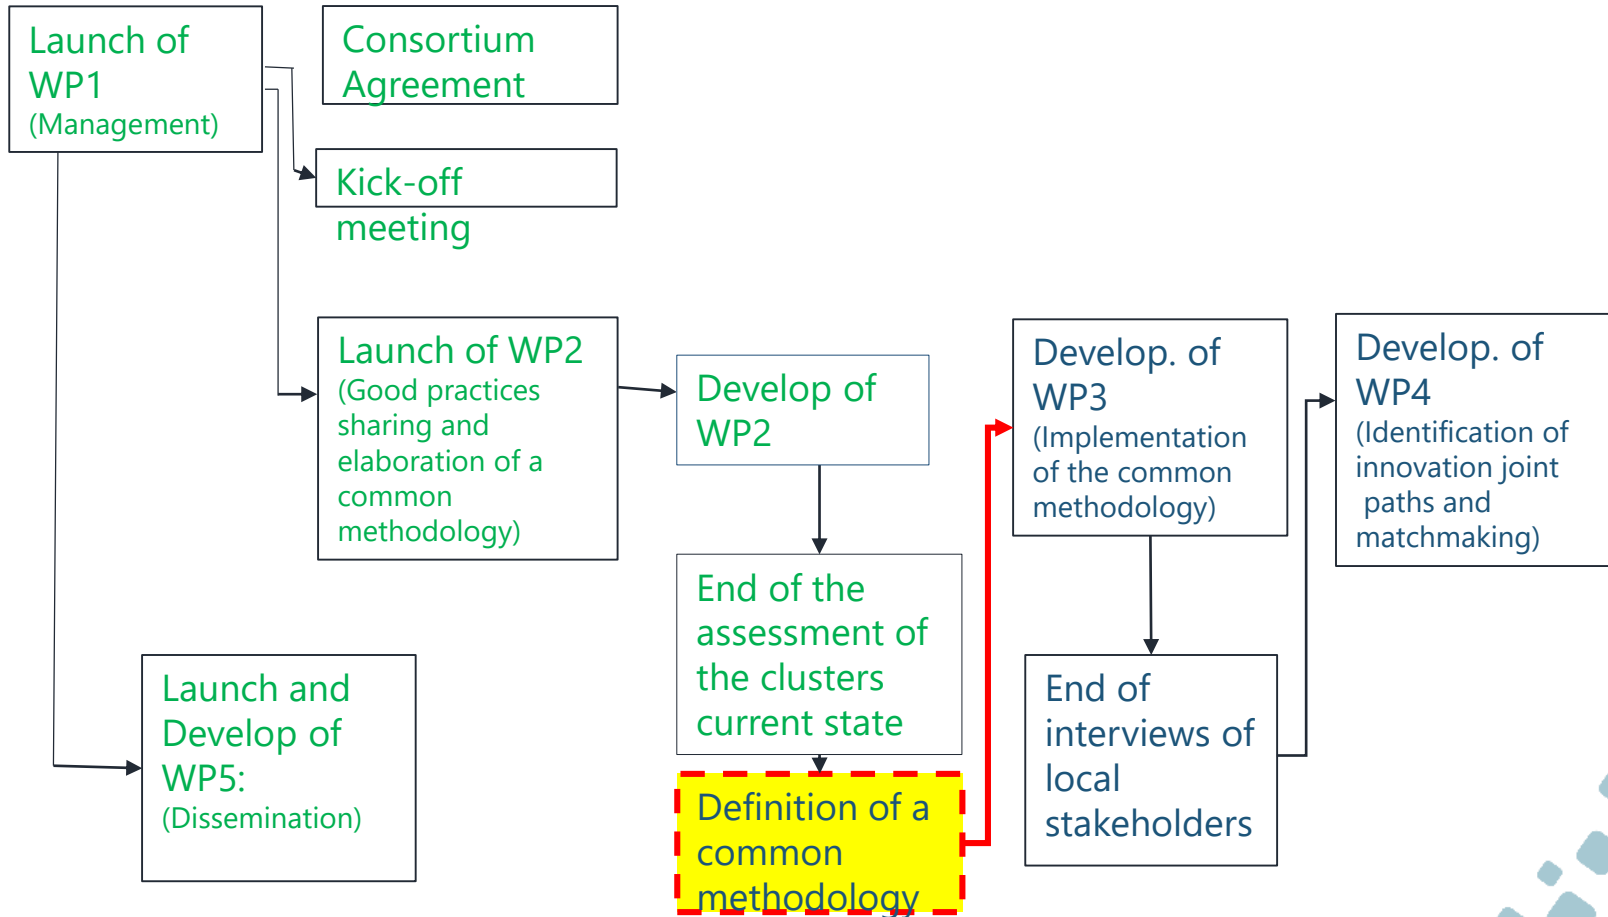 Launch of
WP1
(Management)
Consortium
Agreement
Kick-off
meeting
Launch of WP2
(Good practices
sharing and
elaboration of a
common
methodology)
Develop of
WP2
End of the
assessment of
the clusters
current state
Definition of a
common
methodology
Develop. of
WP3
(Implementation
of the common
methodology)
End of
interviews of
local
stakeholders
Develop. of
WP4
(Identification of
innovation joint
paths and
matchmaking)
Launch and
Develop of
WP5:
(Dissemination)